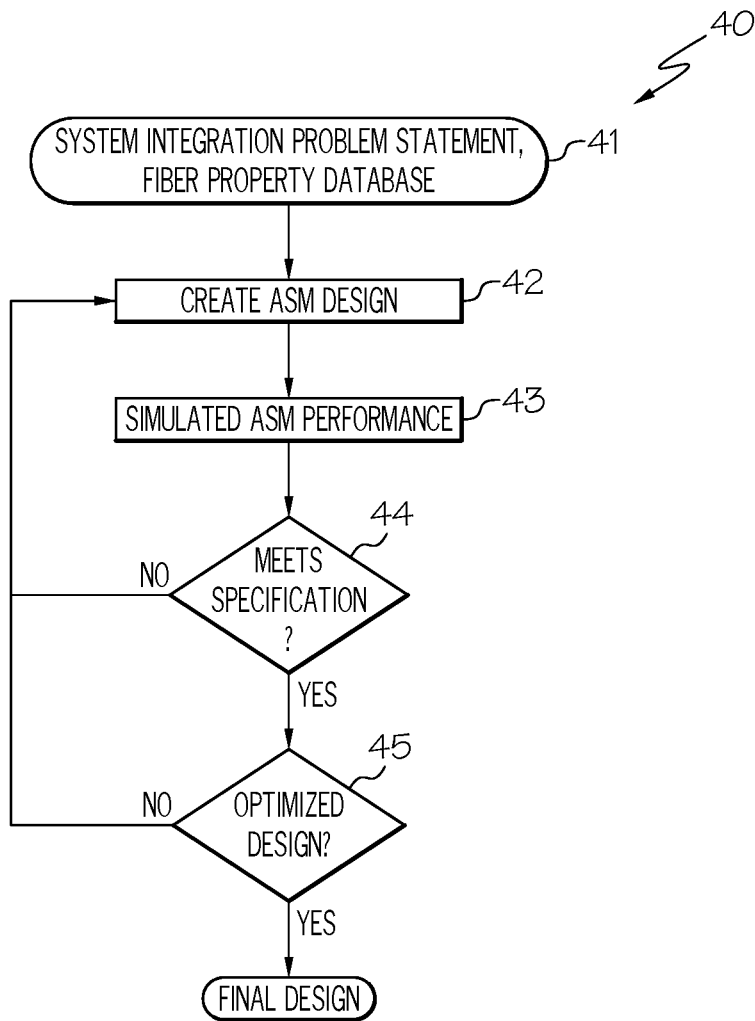 40
SYSTEM INTEGRATION PROBLEM STATEMENT,
FIBER PROPERTY DATABASE
41
CREATE ASM DESIGN
42
SIMULATED ASM PERFORMANCE
43
44
MEETS
SPECIFICATION
?
NO
YES
45
OPTIMIZED
DESIGN?
NO
YES
FINAL DESIGN